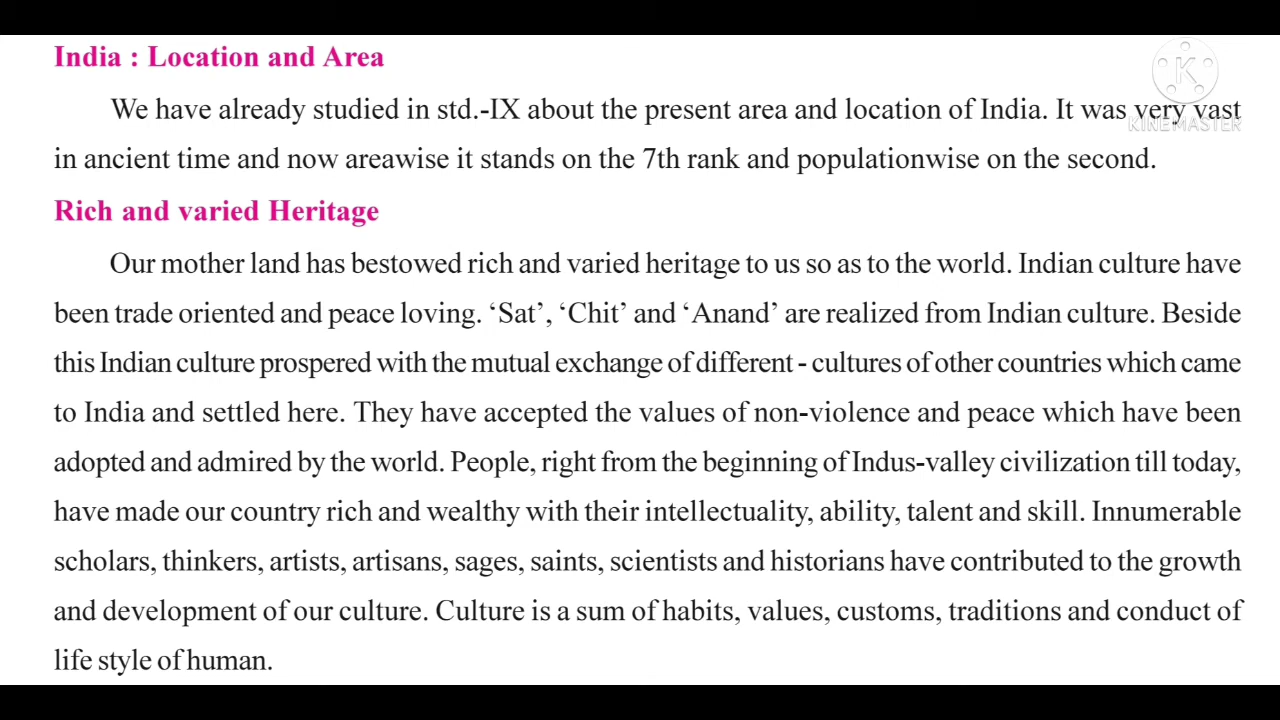 India : Location and Area
We have already studied in std.-IX about the present area and location of India. It was very vast
in ancient time and now areawise it stands on the 7th rank and populationwise on the second.
Rich and varied Heritage
Our mother land has bestowed rich and varied heritage to us so as to the world. Indian culture have
been trade oriented and peace loving. ‘Sat’, ‘Chit’ and ‘Anand’ are realized from Indian culture. Beside
this Indian culture prospered with the mutual exchange of different - cultures of other countries which came
to India and settled here. They have accepted the values of non-violence and peace which have been
adopted and admired by the world. People, right from the beginning of Indus-valley civilization till today,
have made our country rich and wealthy with their intellectuality, ability, talent and skill. Innumerable
scholars, thinkers, artists, artisans, sages, saints, scientists and historians have contributed to the growth
and development of our culture. Culture is a sum of habits, values, customs, traditions and conduct of
life style of human.
K
KINEMASTER